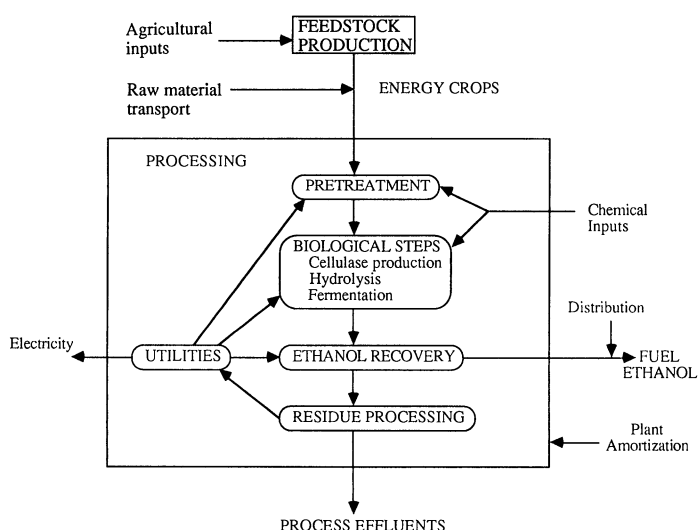 Agricultural
inputs
FEEDSTOCK
PRODUCTION
Raw material
transport
ENERGY CROPS
PROCESSING
PRETREATMENT
Chemical
Inputs
BIOLOGICAL STEPS
Cellulase production
Hydrolysis
Fermentation
Distribution
Electricity
UTILITIES
ETHANOL RECOVERY
FUEL
ETHANOL
RESIDUE PROCESSING
Plant
Amortization
PROCESS EFFLUENTS